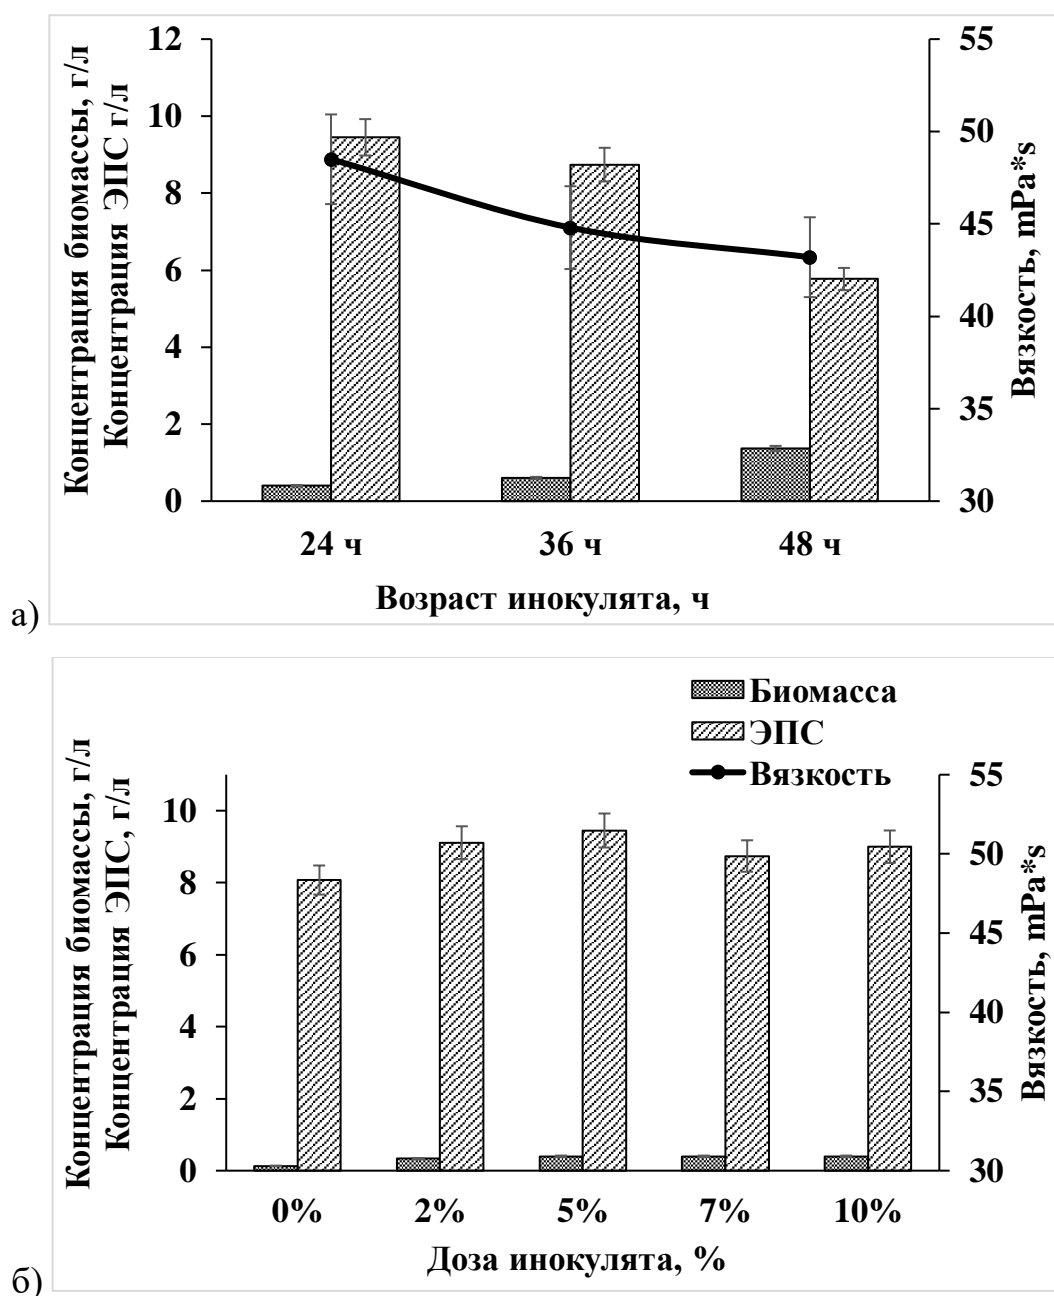 Концентрация биомассы, г/л
Концентрация ЭПС г/л
12
10
8
6
4
2
0
55
50
45
40
35
30
Вязкость, mPa*s
24 ч 36 ч 48 ч
Возраст инокулята, ч
а)
Биомасса
ЭПС
Вязкость
Концентрация биомассы, г/л
Концентрация ЭПС, г/л
10
8
6
4
2
0
55
50
45
40
35
30
Вязкость, mPa*s
0% 2% 5% 7% 10%
Доза инокулята, %
б)